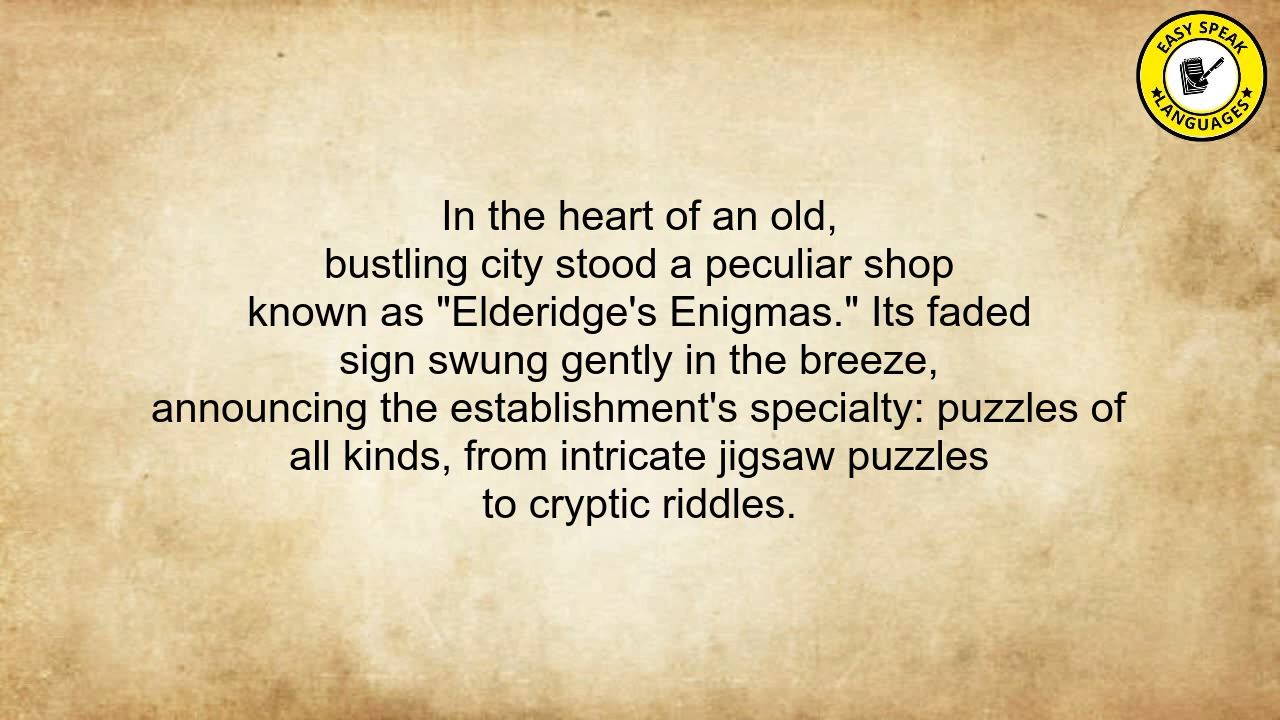 EASY SPEAK
LANGUAGES
In the heart of an old,
bustling city stood a peculiar shop
known as "Elderidge's Enigmas." Its faded
sign swung gently in the breeze,
announcing the establishment's specialty: puzzles of
all kinds, from intricate jigsaw puzzles
to cryptic riddles.